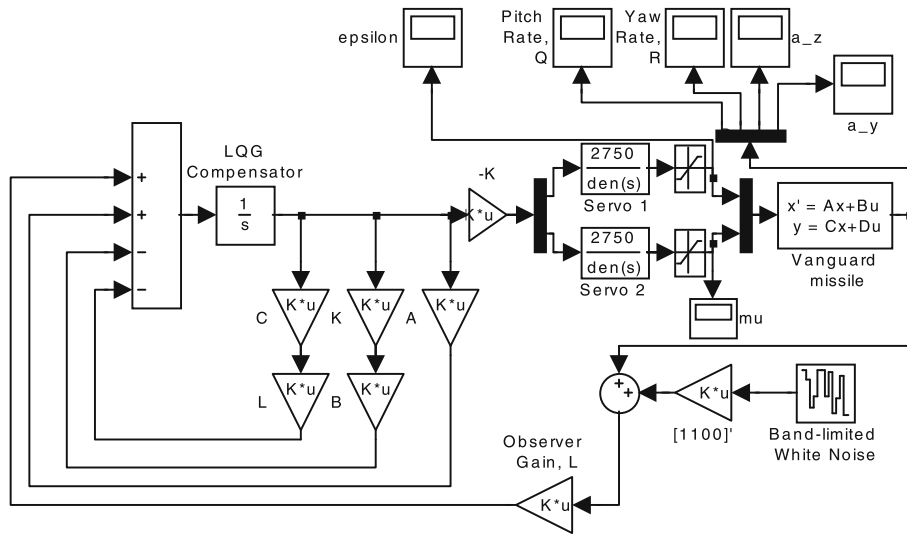 epsilon
Pitch
Rate,
Q
Yaw
Rate,
R
a_z
a_y
LQG
Compensator
+
+
−
−
1
s
-K
K*u
2750
den(s)
Servo 1
2750
den(s)
Servo 2
x' = Ax+Bu
y = Cx+Du
Vanguard
missile
mu
C
K*u
K
K*u
A
K*u
L
K*u
B
K*u
+
+
K*u
[1100]'
Band-limited
White Noise
Observer
Gain, L
K*u